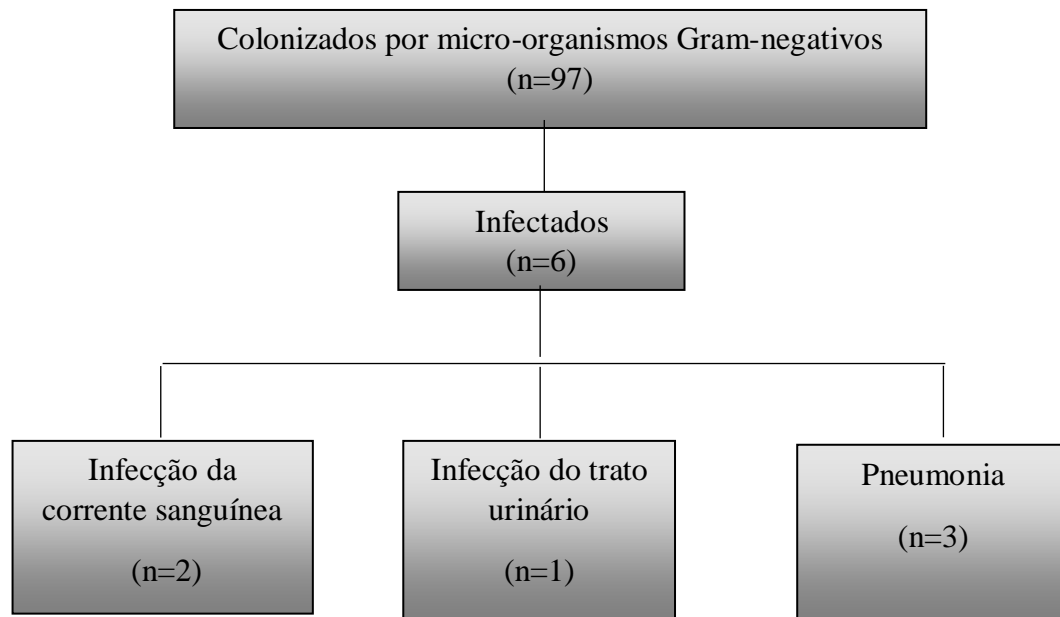 Colonizados por micro-organismos Gram-negativos
(n=97)
Infectados
(n=6)
Infecção da
corrente sanguínea
(n=2)
Infecção do trato
urinário
(n=1)
Pneumonia
(n=3)